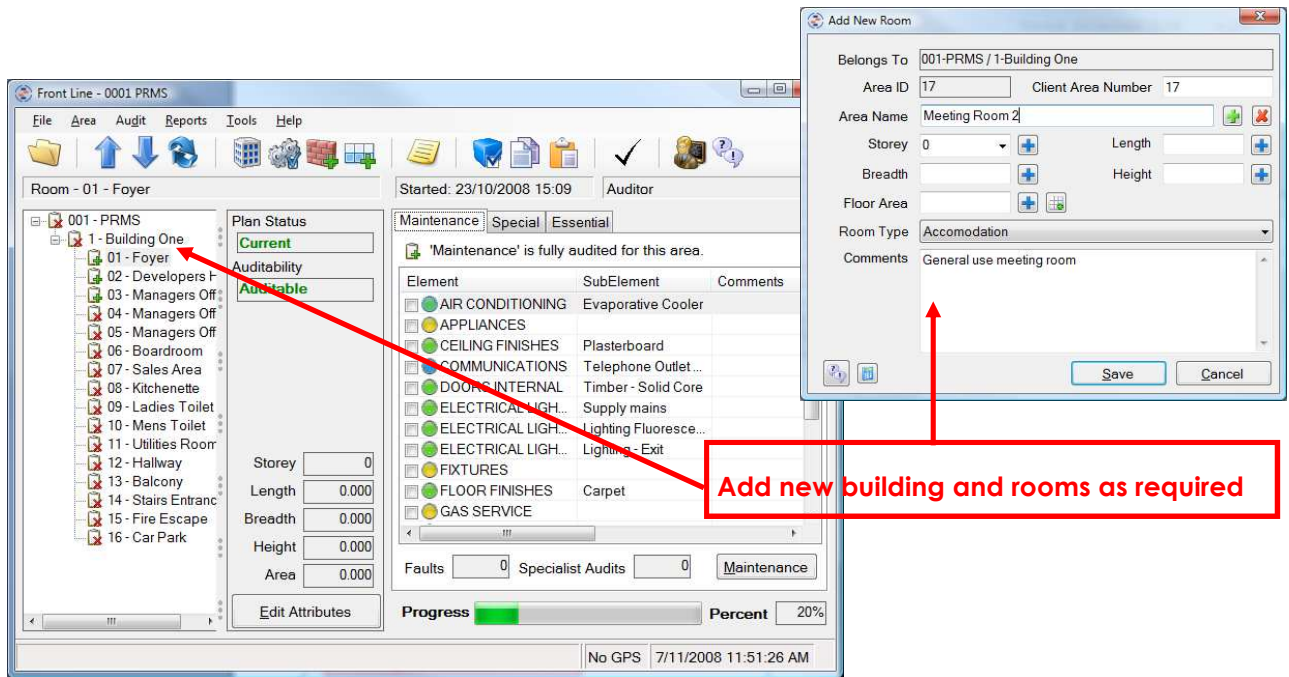 Add New Room
Belongs To 001-PRMS / 1-Building One
Area ID 17 Client Area Number 17
Area Name Meeting Room 2
Storey 0 Length
Breadth Height
Floor Area
Room Type Accomodation
Comments General use meeting room
Save Cancel
Front Line - 0001 PRMS
File Area Audit Reports Tools Help
Room - 01 - Foyer
Started: 23/10/2008 15:09 Auditor
001 - PRMS
1 - Building One
01 - Foyer
02 - Developers H
03 - Managers Off
04 - Managers Off
05 - Managers Off
06 - Boardroom
07 - Sales Area
08 - Kitchenette
09 - Ladies Toilet
10 - Mens Toilet
11 - Utilities Room
12 - Hallway
13 - Balcony
14 - Stairs Entranc
15 - Fire Escape
16 - Car Park
Plan Status
Current
Auditability
Auditable
Storey 0
Length 0.000
Breadth 0.000
Height 0.000
Area 0.000
Edit Attributes
Maintenance Special Essential
'Maintenance' is fully audited for this area.
Element SubElement Comments
AIR CONDITIONING Evaporative Cooler
APPLIANCES
CEILING FINISHES Plasterboard
COMMUNICATIONS Telephone Outlet ...
DOORS INTERNAL Timber - Solid Core
ELECTRICAL LIGH... Supply mains
ELECTRICAL LIGH... Lighting Fluoresce...
ELECTRICAL LIGH... Lighting - Exit
FIXTURES
FLOOR FINISHES Carpet
GAS SERVICE
Faults 0 Specialist Audits 0 Maintenance
Progress Percent 20%
No GPS 7/11/2008 11:51:26 AM
Add new building and rooms as required